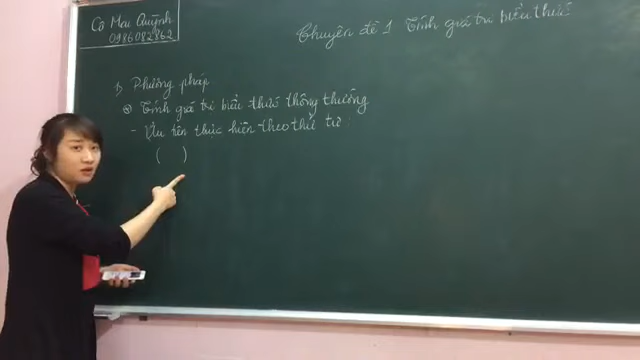 Cô Mai Quỳnh
0986082862
Chuyên đề 1 Tính giá trị biểu thức
1) Phương pháp
* Tính giá trị biểu thức thông thường
- Ưu tiên thực hiện theo thứ tự :
( )